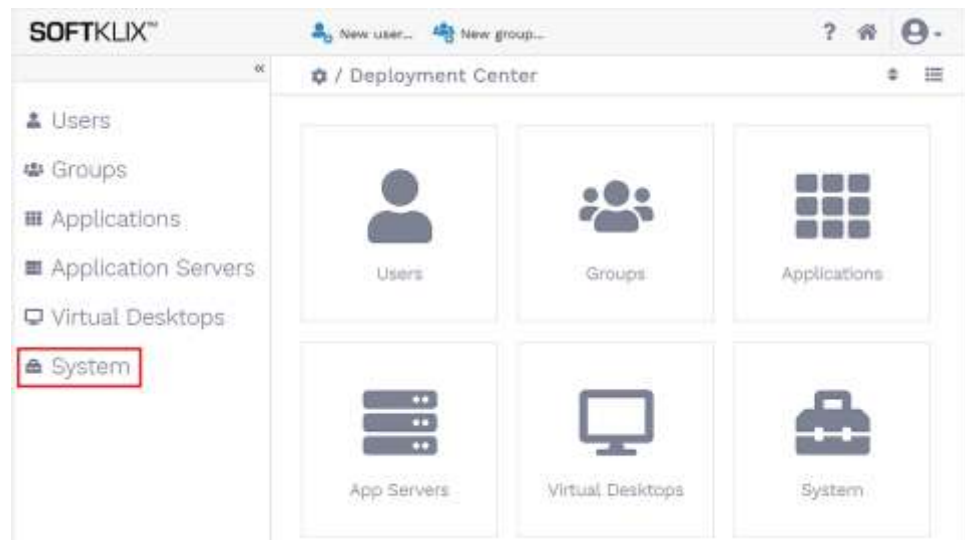 SOFTKLIX™
New user...
New group...
?
«
/ Deployment Center
Users
Groups
Applications
Application Servers
Virtual Desktops
System
Users
Groups
Applications
App Servers
Virtual Desktops
System